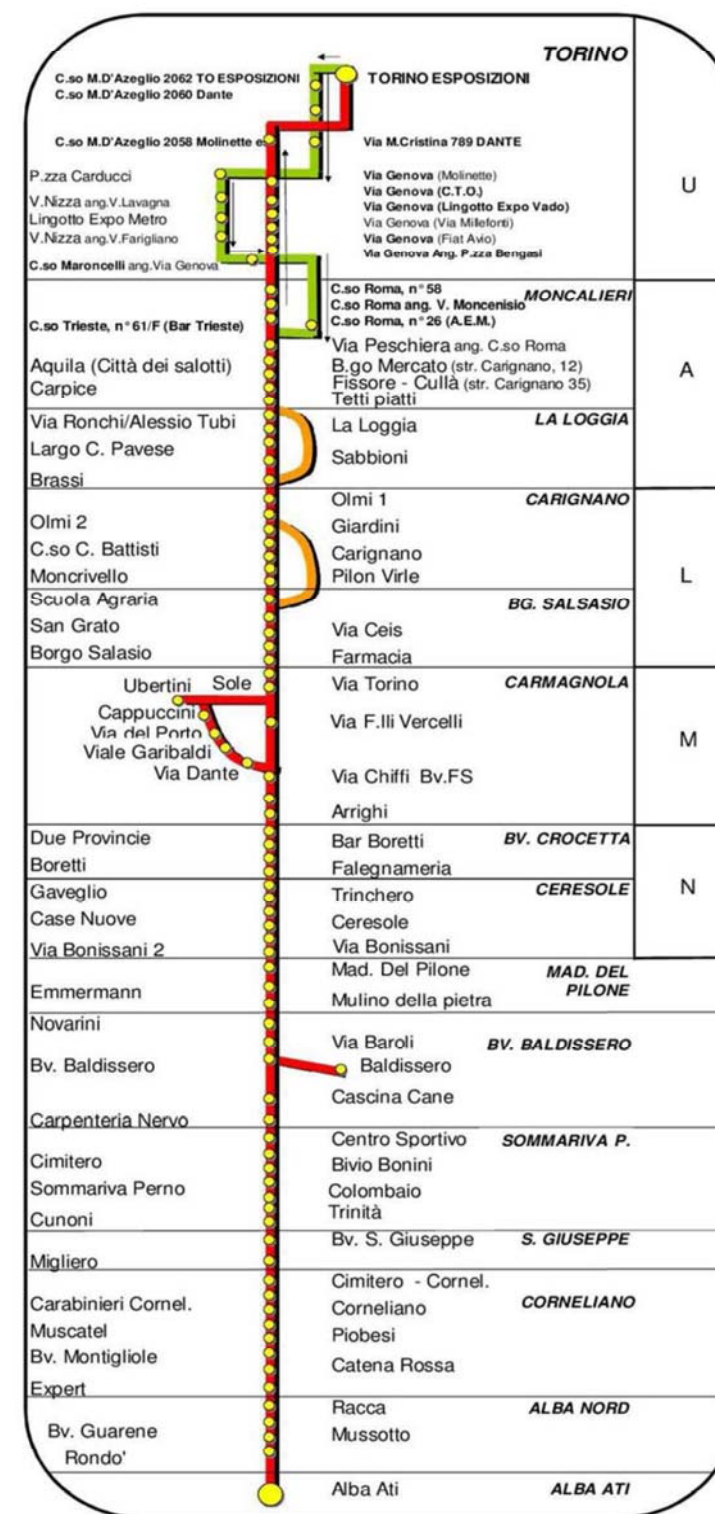 TORINO
C.so M.D'Azeglio 2062 TO ESPOSIZIONI
TORINO ESPOSIZIONI
C.so M.D'Azeglio 2060 Dante
C.so M.D'Azeglio 2058 Molinette
Via M.Cristina 789 DANTE
P.zza Carducci
Via Genova (Molinette)
U
Via Genova (C.T.O.)
V.Nizza ang.V.Lavagna
Via Genova (Lingotto Expo Vado)
Lingotto Expo Metro
Via Genova (Via Millefonti)
V.Nizza ang.V.Farigliano
Via Genova (Fiat Avio)
Via Genova Ang. P.zza Bengasi
C.so Maroncelli ang.Via Genova
C.so Roma, n°58
MONCALIERI
C.so Roma ang. V. Moncenisio
C.so Roma, n°26 (A.E.M.)
C.so Trieste, n°61/F (Bar Trieste)
Via Peschiera ang. C.so Roma
Aquila (Città dei salotti)
B.go Mercato (str. Carignano, 12)
A
Carpice
Fissore - Cullà (str. Carignano 35)
Tetti piatti
Via Ronchi/Alessio Tubi
La Loggia
LA LOGGIA
Largo C. Pavese
Sabbioni
Brassi
Olmi 1
CARIGNANO
Olmi 2
Giardini
C.so C. Battisti
Carignano
Moncrivello
Pilon Virle
L
Scuola Agraria
BG. SALSASIO
San Grato
Via Ceis
Borgo Salasio
Farmacia
Ubertini
Sole
Via Torino
CARMAGNOLA
Cappuccini
Via del Porto
Via F.lli Vercelli
Viale Garibaldi
M
Via Dante
Via Chiffi Bv.FS
Arrighi
Due Provincie
Bar Boretti
BV. CROCETTA
Boretti
Falegnameria
Gaveglio
Trinchero
CERESOLE
N
Case Nuove
Ceresole
Via Bonissani 2
Via Bonissani
Mad. Del Pilone
MAD. DEL
PILONE
Emmermann
Mulino della pietra
Novarini
Via Baroli
BV. BALDISSERO
Bv. Baldissero
Baldissero
Cascina Cane
Carpenteria Nervo
Centro Sportivo
SOMMARIVA P.
Cimitero
Bivio Bonini
Sommariva Perno
Colombaio
Cunoni
Trinità
Bv. S. Giuseppe
S. GIUSEPPE
Migliero
Cimitero - Cornel.
Carabinieri Cornel.
Corneliano
CORNELIANO
Muscatel
Piobesi
Bv. Montigliole
Catena Rossa
Expert
Racca
ALBA NORD
Bv. Guarene
Mussotto
Rondo'
Alba Ati
ALBA ATI